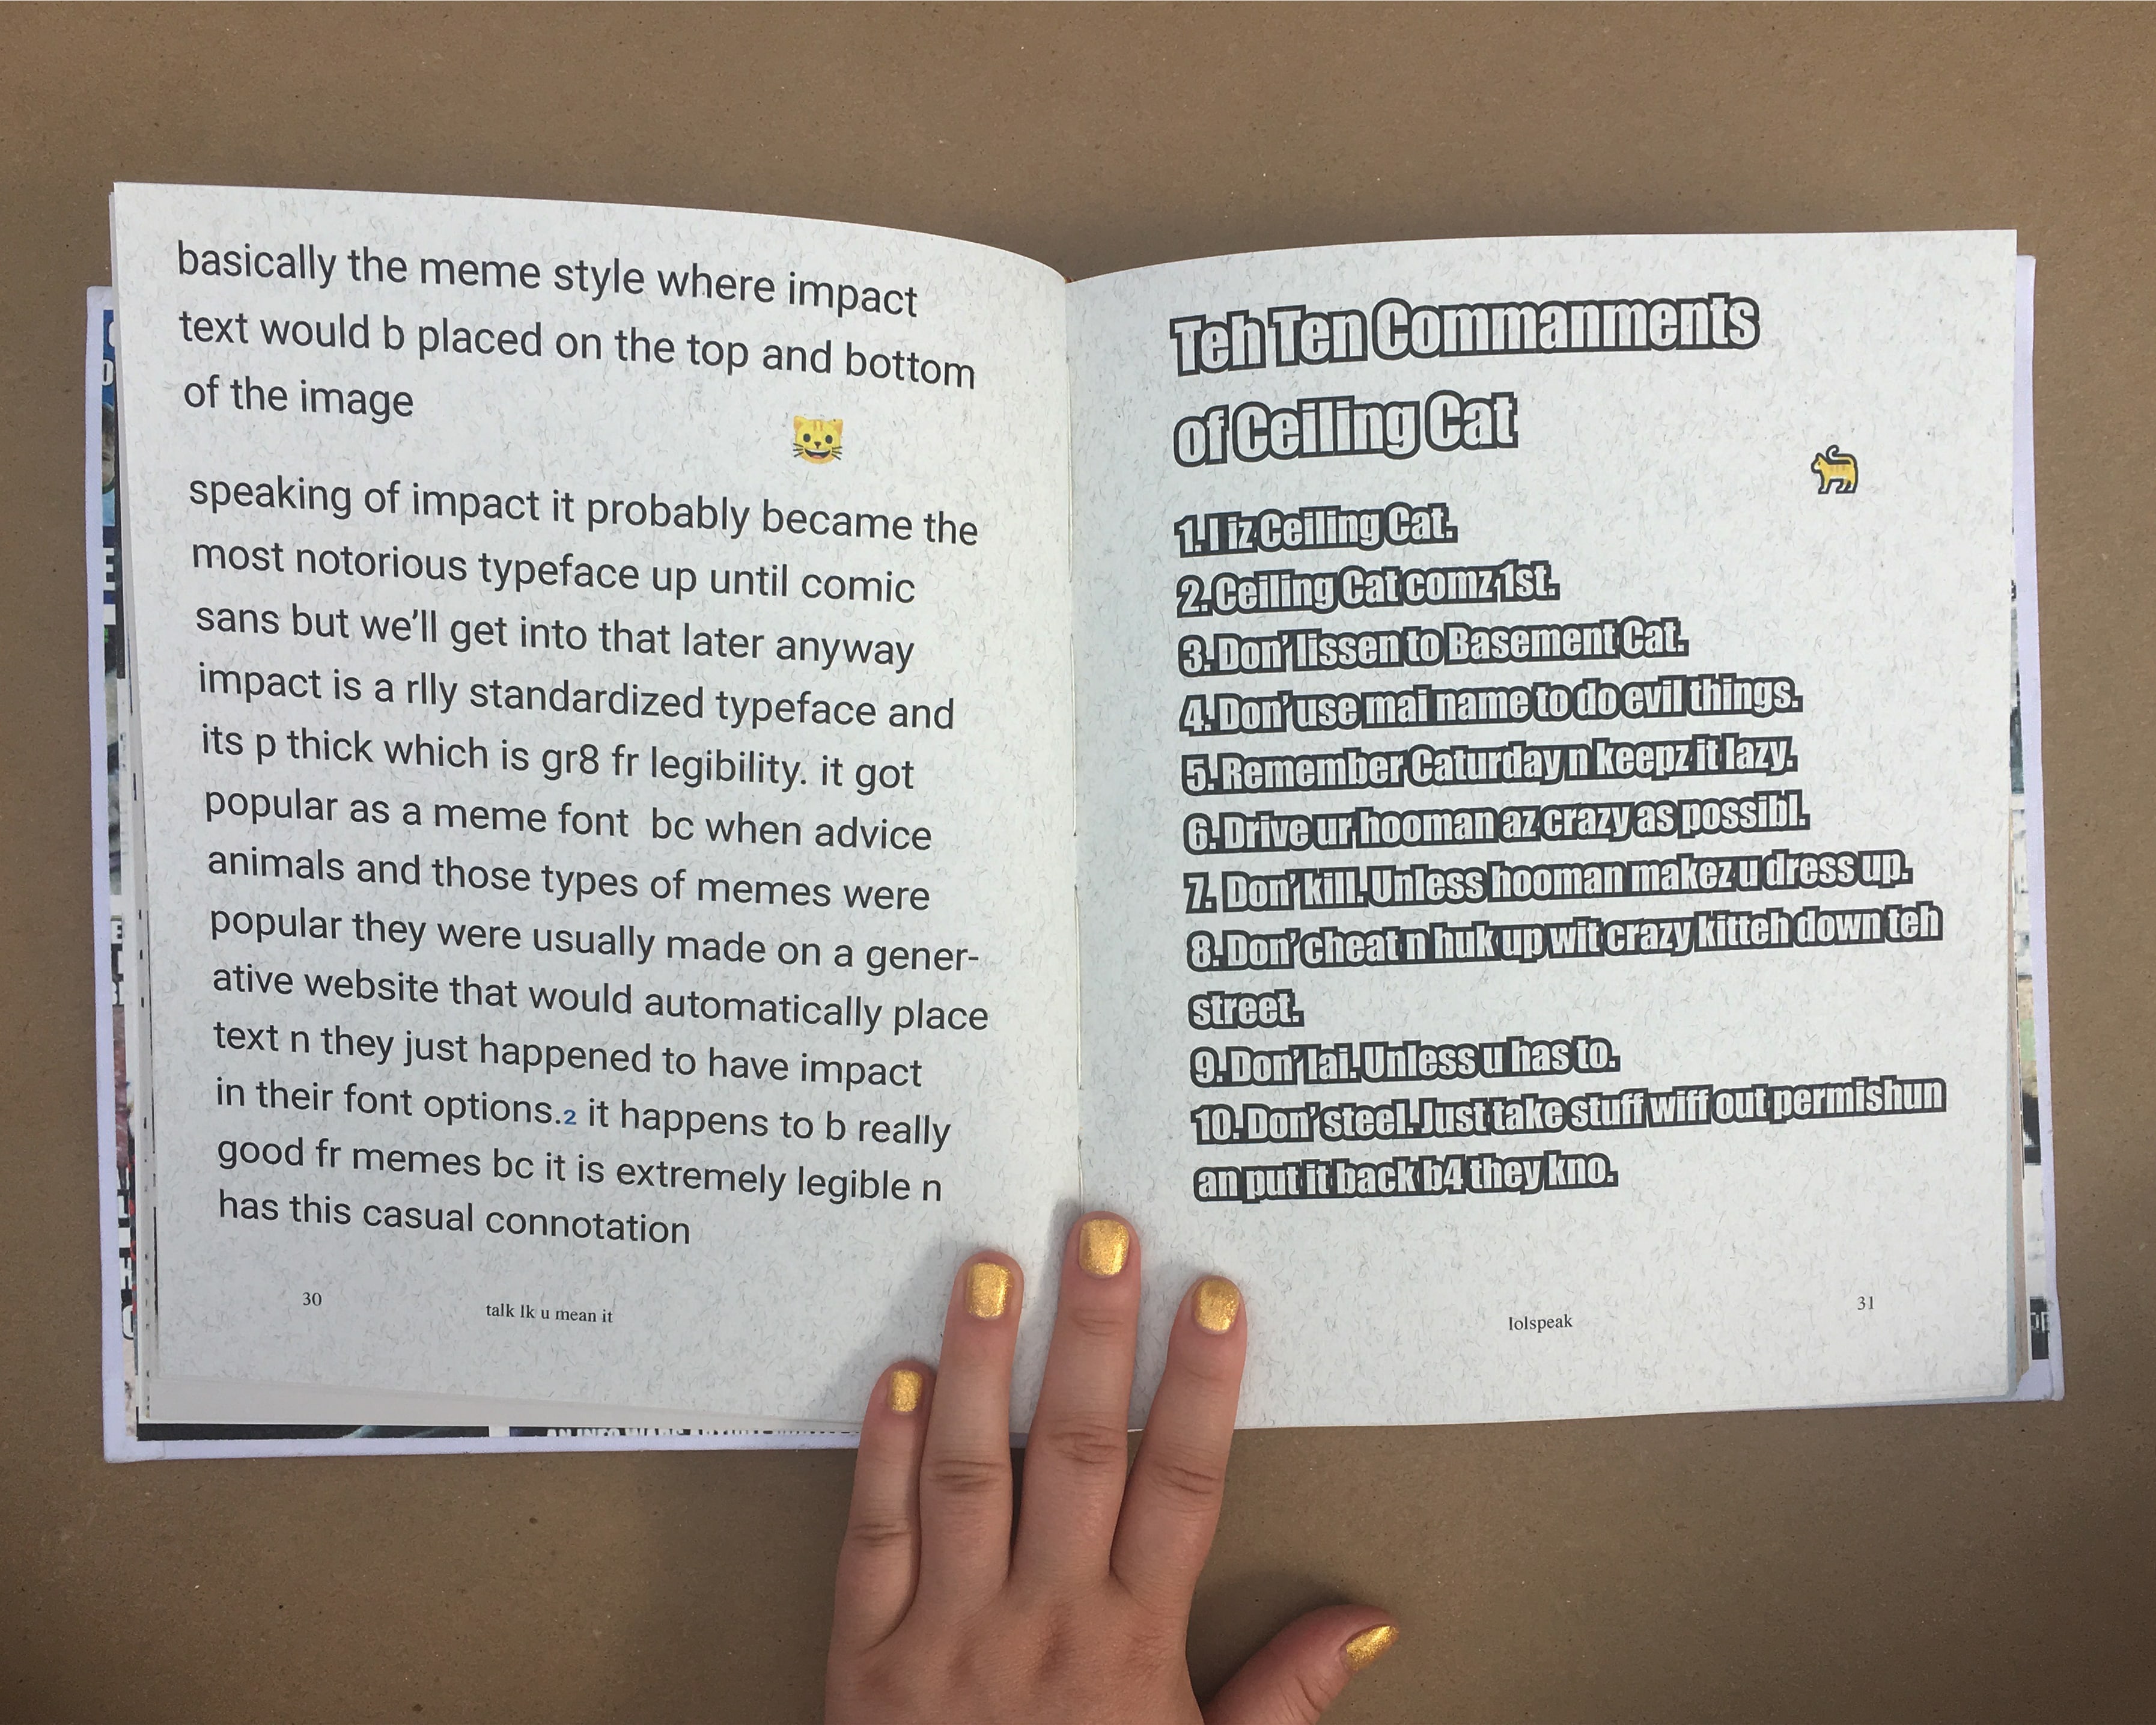 basically the meme style where impact
text would b placed on the top and bottom
of the image
speaking of impact it probably became the
most notorious typeface up until comic
sans but we'll get into that later anyway
impact is a rlly standardized typeface and
its p thick which is gr8 fr legibility. it got
popular as a meme font  bc when advice
animals and those types of memes were
popular they were usually made on a gener-
ative website that would automatically place
text n they just happened to have impact
in their font options.2 it happens to b really
good fr memes bc it is extremely legible n
has this casual connotation
30
talk lk u mean it
Teh Ten Commanments
of Ceiling Cat
1. I iz Ceiling Cat.
2. Ceiling Cat comz 1st.
3. Don' lissen to Basement Cat.
4. Don' use mai name to do evil things.
5. Remember Caturday n keepz it lazy.
6. Drive ur hooman az crazy as possibl.
7. Don' kill. Unless hooman makez u dress up.
8. Don' cheat n huk up wit crazy kitteh down teh
street.
9. Don' lai. Unless u has to.
10. Don' steel. Just take stuff wiff out permishun
an put it back b4 they kno.
lolspeak
31